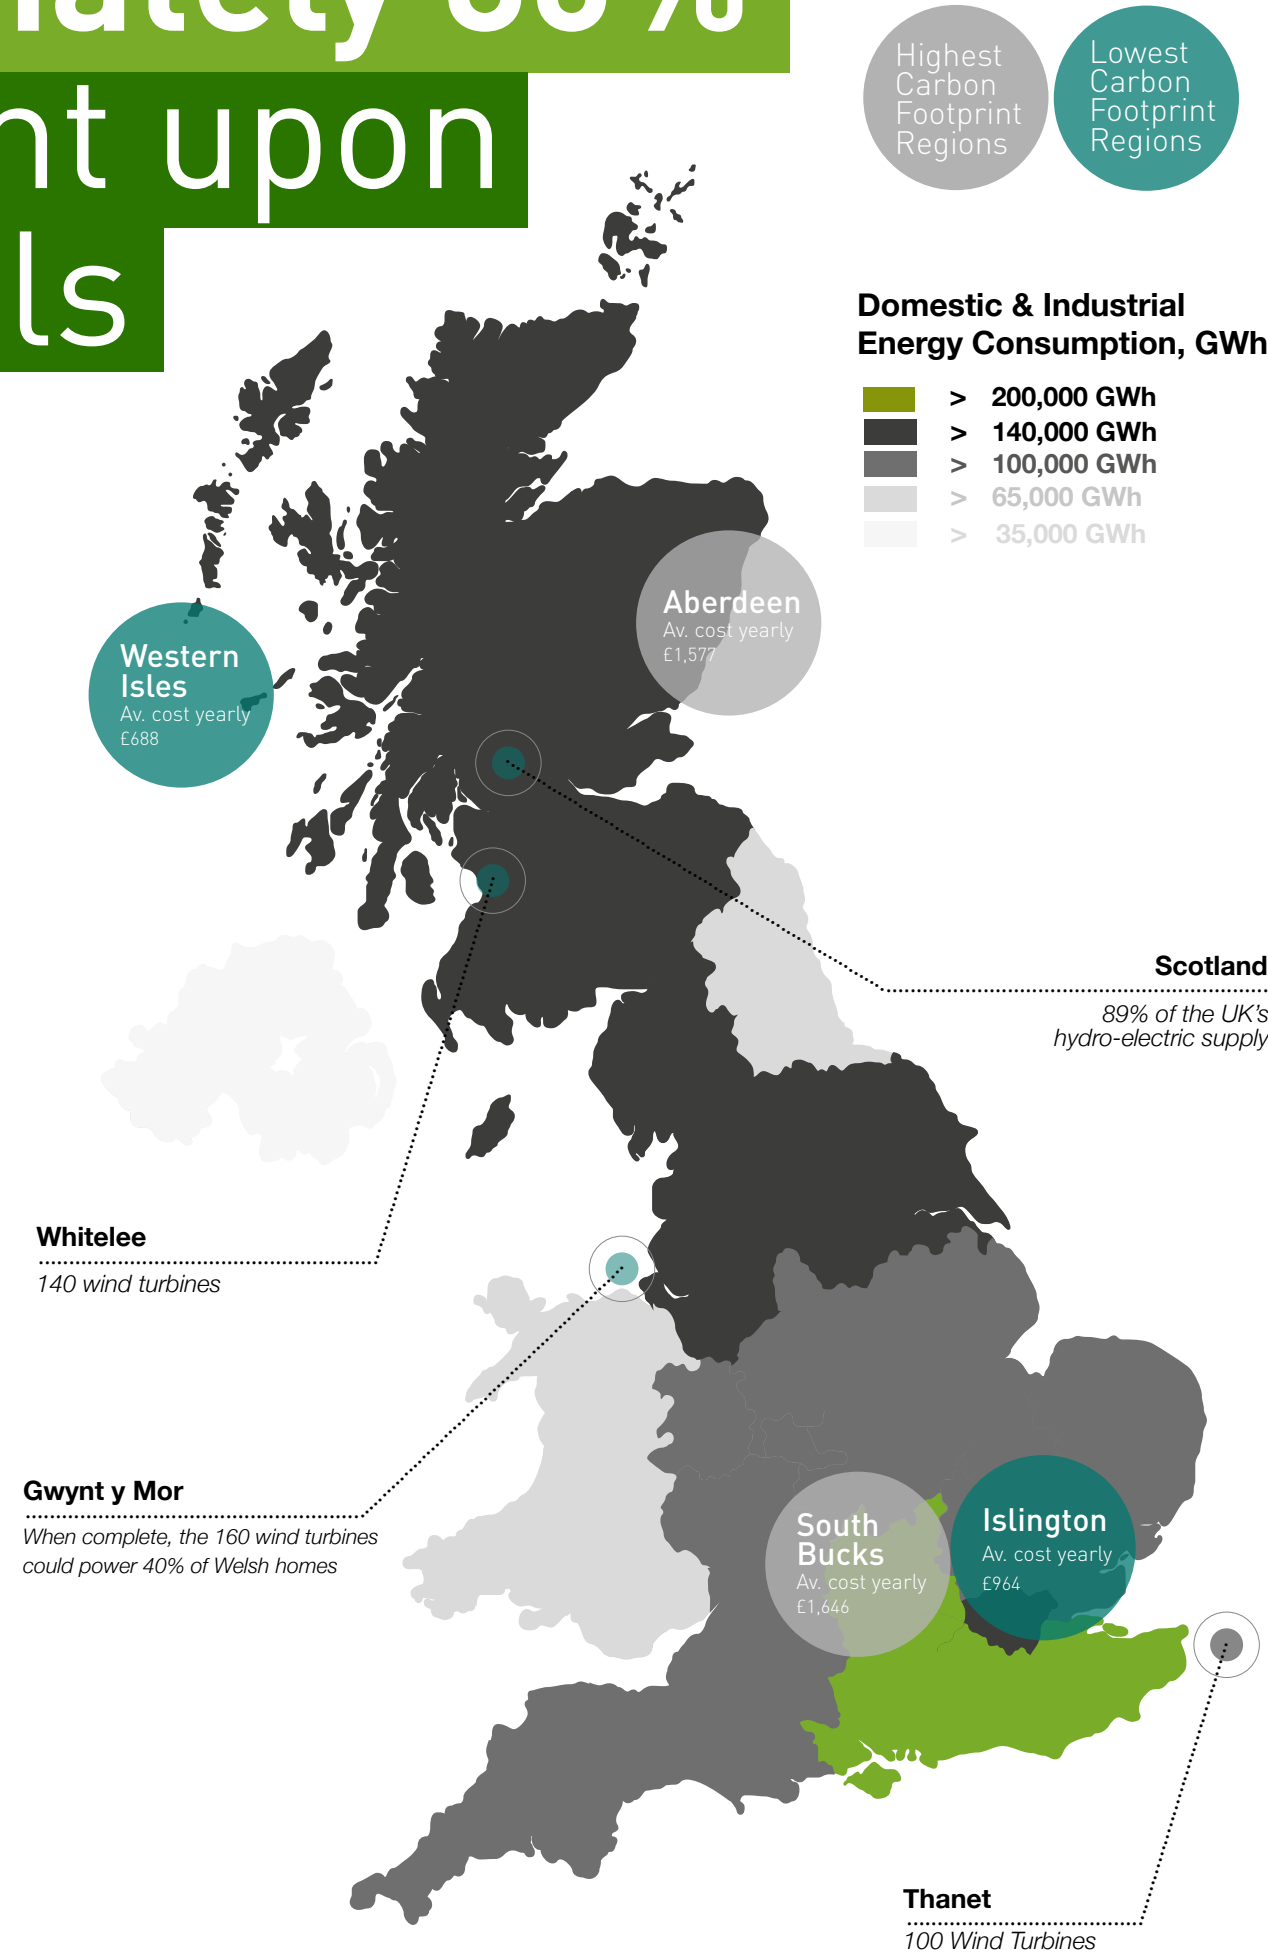 nt upon
ls
Highest
Carbon
Footprint
Regions
Lowest
Carbon
Footprint
Regions
Domestic & Industrial
Energy Consumption, GWh
> 200,000 GWh
> 140,000 GWh
> 100,000 GWh
> 65,000 GWh
> 35,000 GWh
Aberdeen
Av. cost yearly
£1,577
Western
Isles
Av. cost yearly
£688
Scotland
89% of the UK's
hydro-electric supply
Whitelee
140 wind turbines
Gwynt y Mor
When complete, the 160 wind turbines
could power 40% of Welsh homes
South
Bucks
Av. cost yearly
£1,646
Islington
Av. cost yearly
£964
Thanet
100 Wind Turbines